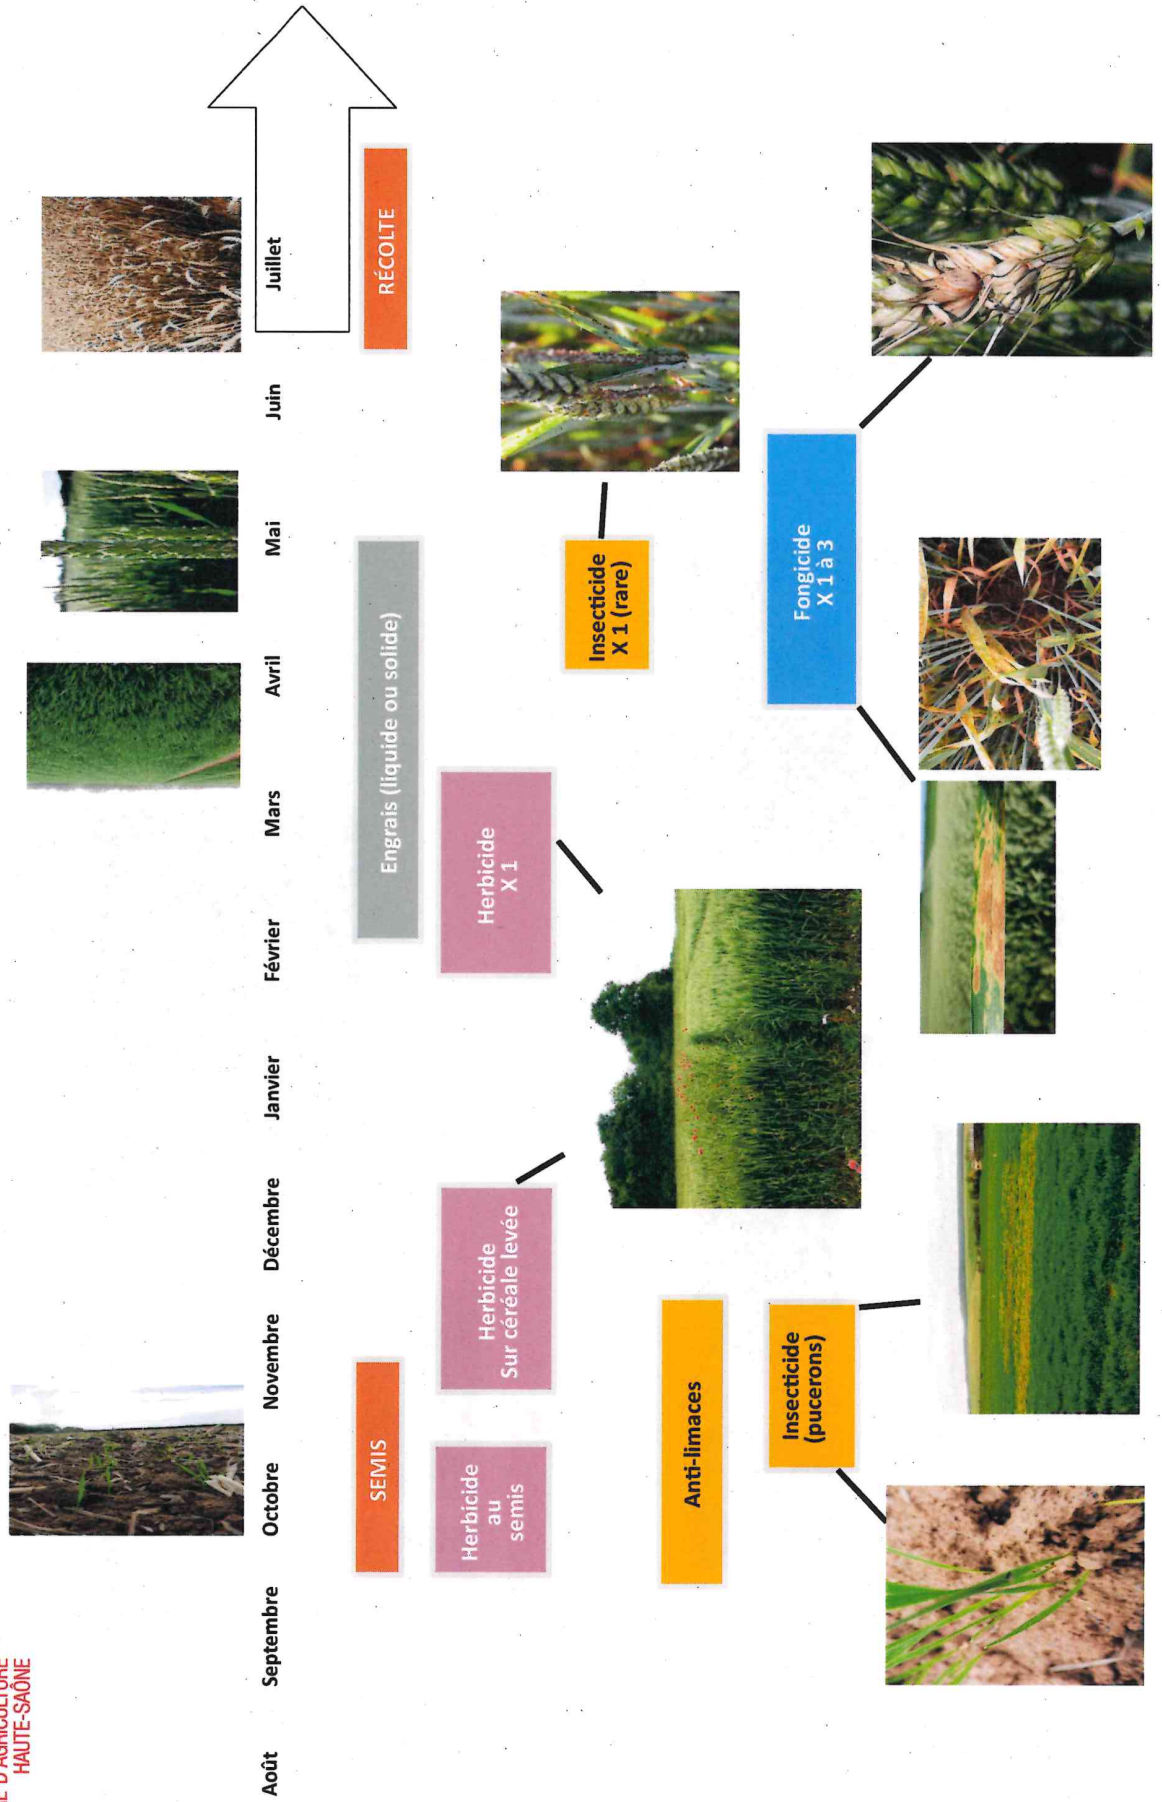 D'AGRICULTURE
HAUTE-SAÔNE
Août
Septembre
Octobre
Novembre
Décembre
Janvier
Février
Mars
Avril
Mai
Juin
Juillet
SEMIS
Engrais (liquide ou solide)
RÉCOLTE
Herbicide
au
semis
Herbicide
Sur céréale levée
Herbicide
X 1
Insecticide
X 1 (rare)
Anti-limaces
Insecticide
(pucerons)
Fongicide
X 1 à 3